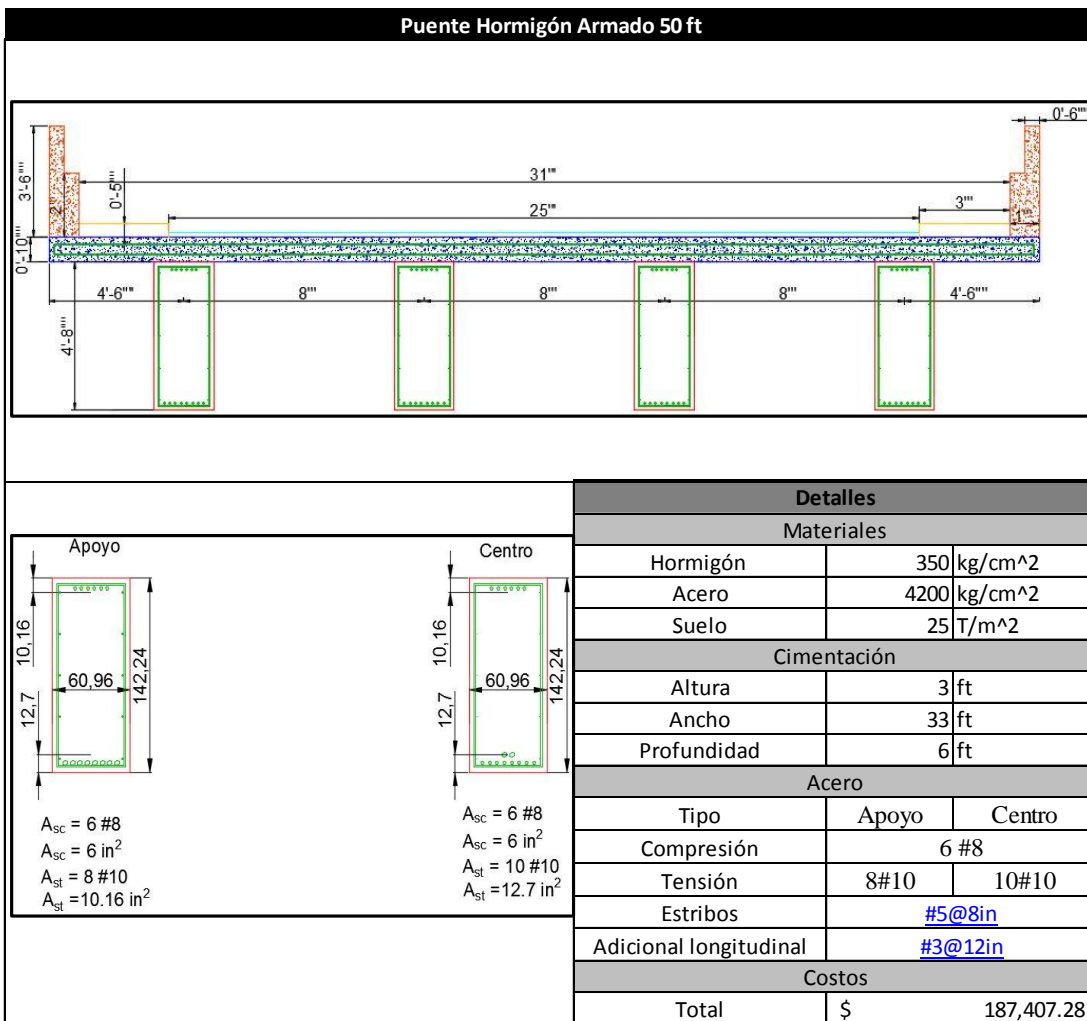 Puente Hormigón Armado 50 ft
0'-6""
3'-6""
31'"
0'-5""
25'"
3'"
0'-10""
4'-6"" 8'" 8'" 8'" 4'-6""
4'-8""
Apoyo
10,16
60,96
142,24
12,7
Asc = 6 #8
Asc = 6 in²
Ast = 8 #10
Ast =10.16 in²
Centro
10,16
60,96
142,24
12,7
Asc = 6 #8
Asc = 6 in²
Ast = 10 #10
Ast =12.7 in²
Detalles
Materiales
Hormigón 350 kg/cm^2
Acero 4200 kg/cm^2
Suelo 25 T/m^2
Cimentación
Altura 3 ft
Ancho 33 ft
Profundidad 6 ft
Acero
Tipo Apoyo Centro
Compresión 6 #8
Tensión 8#10 10#10
Estribos #5@8in
Adicional longitudinal #3@12in
Costos
Total $ 187,407.28